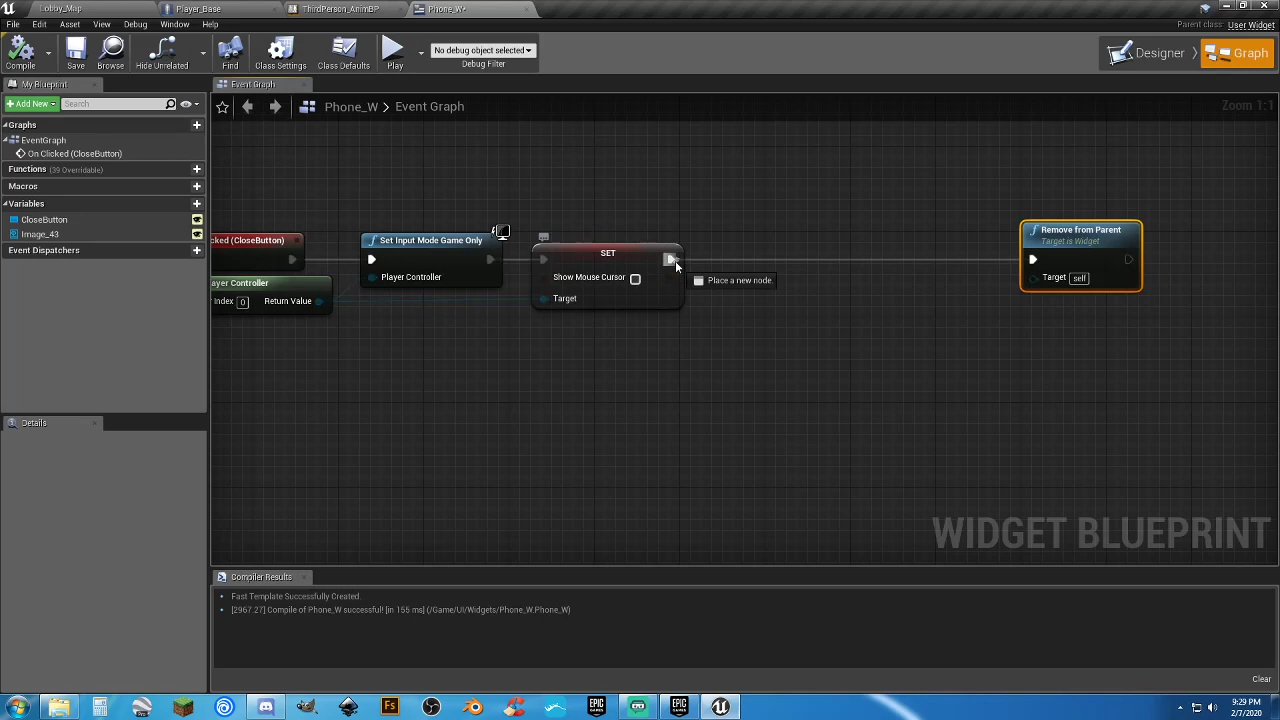 Lobby_Map
Player_Base
ThirdPerson_AnimBP
Phone_W*
File
Edit
Asset
View
Debug
Window
Help
Parent class: User Widget
Compile
Save
Browse
Hide Unrelated
Find
Class Settings
Class Defaults
Play
No debug object selected
Debug Filter
Designer
Graph
My Blueprint
Event Graph
Add New
Search
Phone_W
Event Graph
Zoom 1:1
Graphs
EventGraph
On Clicked (CloseButton)
Functions (39 Overridable)
Macros
Variables
CloseButton
Image_43
Event Dispatchers
cked (CloseButton)
Set Input Mode Game Only
Player Controller
SET
Show Mouse Cursor
Target
Place a new node.
Remove from Parent
Target is Widget
Target self
ayer Controller
r Index 0
Return Value
Details
WIDGET BLUEPRINT
Compiler Results
Fast Template Successfully Created.
[2967.27] Compile of Phone_W successful! [in 155 ms] (/Game/UI/Widgets/Phone_W.Phone_W)
Clear
Fs
EPIC GAMES
EPIC GAMES
9:29 PM
2/7/2020